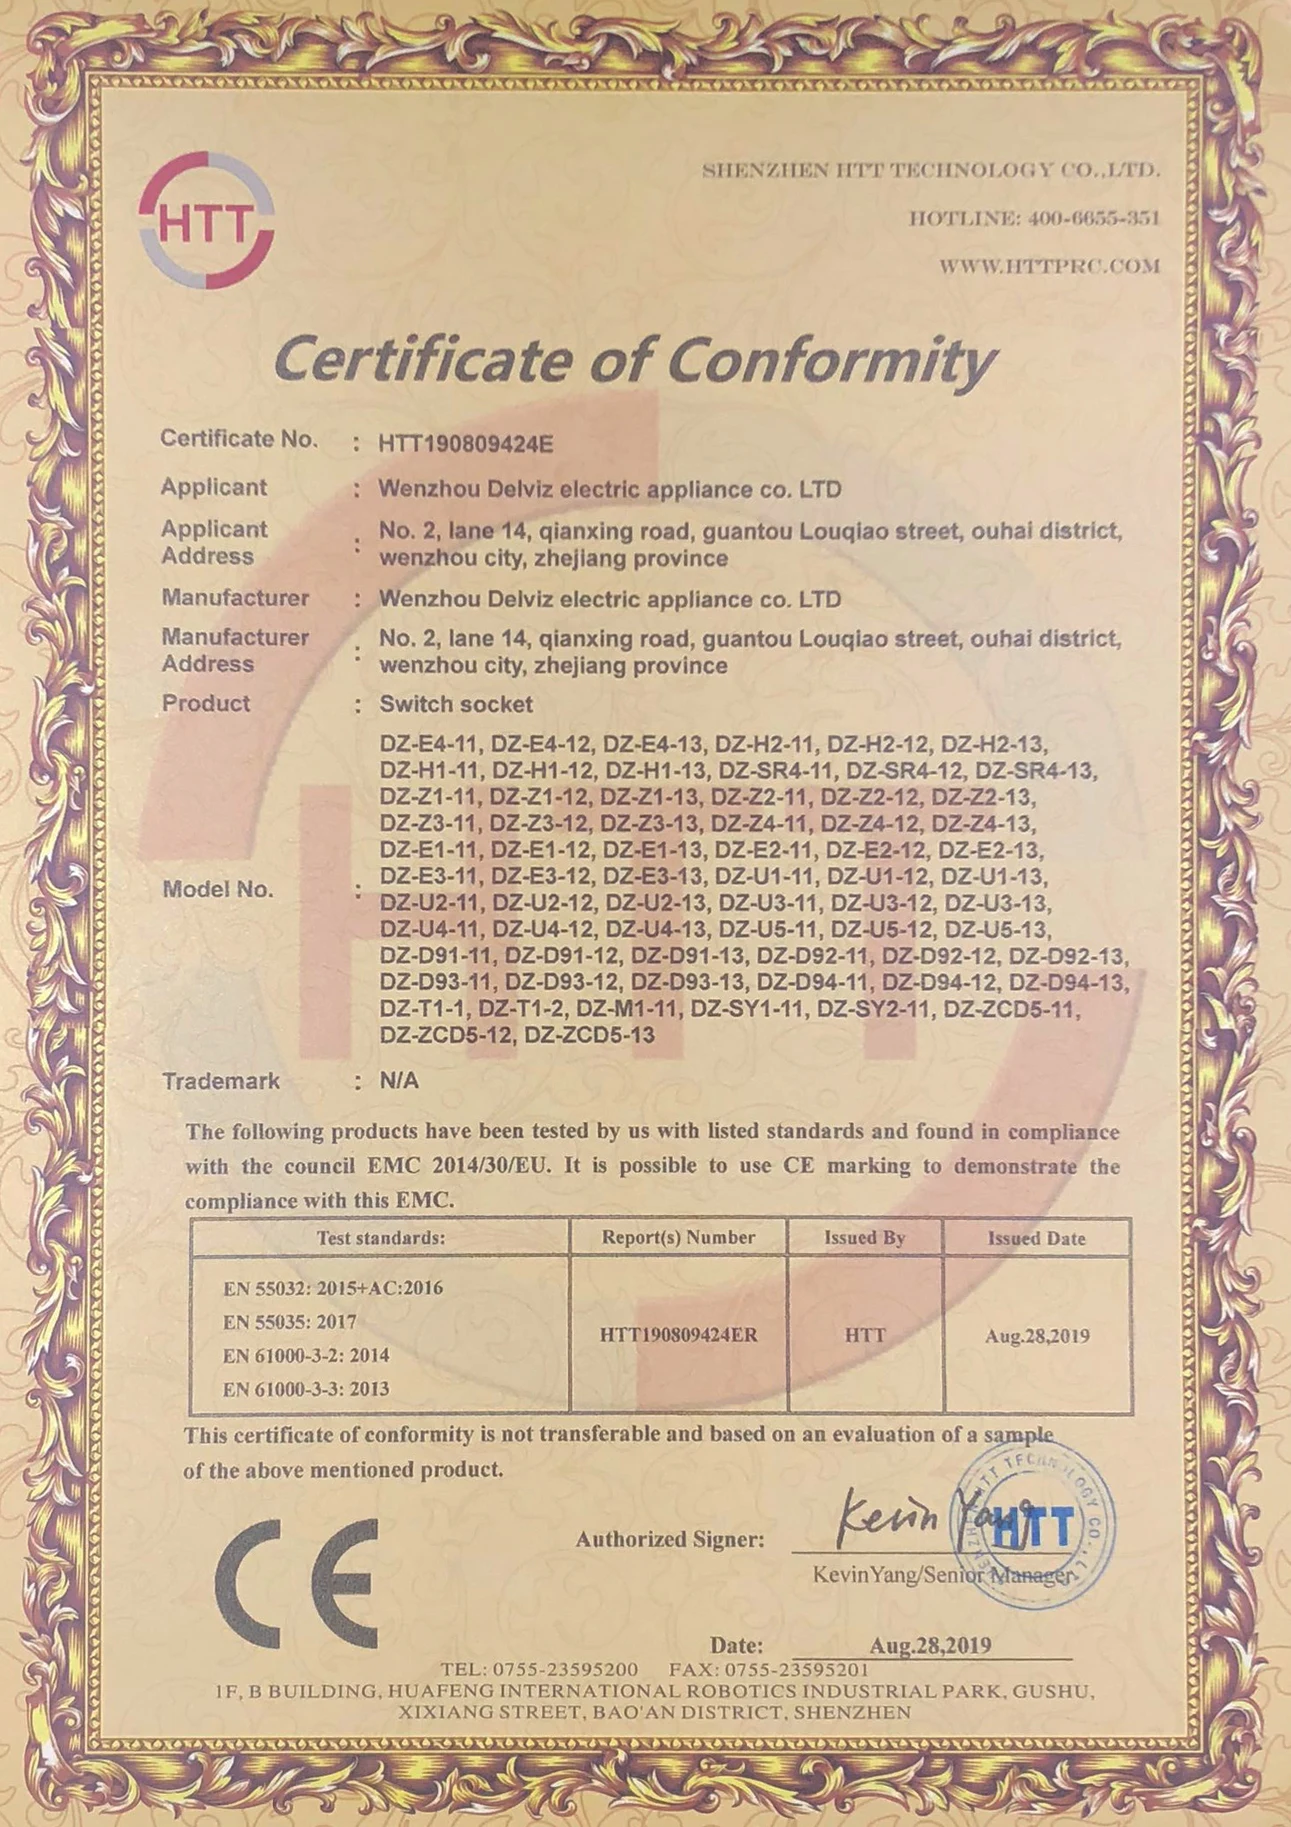 HTT
SHENZHEN HTT TECHNOLOGY CO.,LTD.
HOTLINE: 400-6655-351
WWW.HTTPRC.COM
Certificate of Conformity
Certificate No. : HTT190809424E
Applicant : Wenzhou Delviz electric appliance co. LTD
Applicant Address : No. 2, lane 14, qianxing road, guantou Louqiao street, ouhai district,
wenzhou city, zhejiang province
Manufacturer : Wenzhou Delviz electric appliance co. LTD
Manufacturer Address : No. 2, lane 14, qianxing road, guantou Louqiao street, ouhai district,
wenzhou city, zhejiang province
Product : Switch socket
Model No. : DZ-E4-11, DZ-E4-12, DZ-E4-13, DZ-H2-11, DZ-H2-12, DZ-H2-13,
DZ-H1-11, DZ-H1-12, DZ-H1-13, DZ-SR4-11, DZ-SR4-12, DZ-SR4-13,
DZ-Z1-11, DZ-Z1-12, DZ-Z1-13, DZ-Z2-11, DZ-Z2-12, DZ-Z2-13,
DZ-Z3-11, DZ-Z3-12, DZ-Z3-13, DZ-Z4-11, DZ-Z4-12, DZ-Z4-13,
DZ-E1-11, DZ-E1-12, DZ-E1-13, DZ-E2-11, DZ-E2-12, DZ-E2-13,
DZ-E3-11, DZ-E3-12, DZ-E3-13, DZ-U1-11, DZ-U1-12, DZ-U1-13,
DZ-U2-11, DZ-U2-12, DZ-U2-13, DZ-U3-11, DZ-U3-12, DZ-U3-13,
DZ-U4-11, DZ-U4-12, DZ-U4-13, DZ-U5-11, DZ-U5-12, DZ-U5-13,
DZ-D91-11, DZ-D91-12, DZ-D91-13, DZ-D92-11, DZ-D92-12, DZ-D92-13,
DZ-D93-11, DZ-D93-12, DZ-D93-13, DZ-D94-11, DZ-D94-12, DZ-D94-13,
DZ-T1-1, DZ-T1-2, DZ-M1-11, DZ-SY1-11, DZ-SY2-11, DZ-ZCD5-11,
DZ-ZCD5-12, DZ-ZCD5-13
Trademark : N/A
The following products have been tested by us with listed standards and found in compliance
with the council EMC 2014/30/EU. It is possible to use CE marking to demonstrate the
compliance with this EMC.
Test standards: Report(s) Number Issued By Issued Date
EN 55032: 2015+AC:2016
EN 55035: 2017
EN 61000-3-2: 2014
EN 61000-3-3: 2013
HTT190809424ER HTT Aug.28,2019
This certificate of conformity is not transferable and based on an evaluation of a sample
of the above mentioned product.
CE
Authorized Signer: Kevin Yang
SHENZHEN HTT TECHNOLOGY CO., LTD
HTT
KevinYang/Senior Manager
Date: Aug.28,2019
TEL: 0755-23595200 FAX: 0755-23595201
1F, B BUILDING, HUAFENG INTERNATIONAL ROBOTICS INDUSTRIAL PARK, GUSHU,
XIXIANG STREET, BAO'AN DISTRICT, SHENZHEN